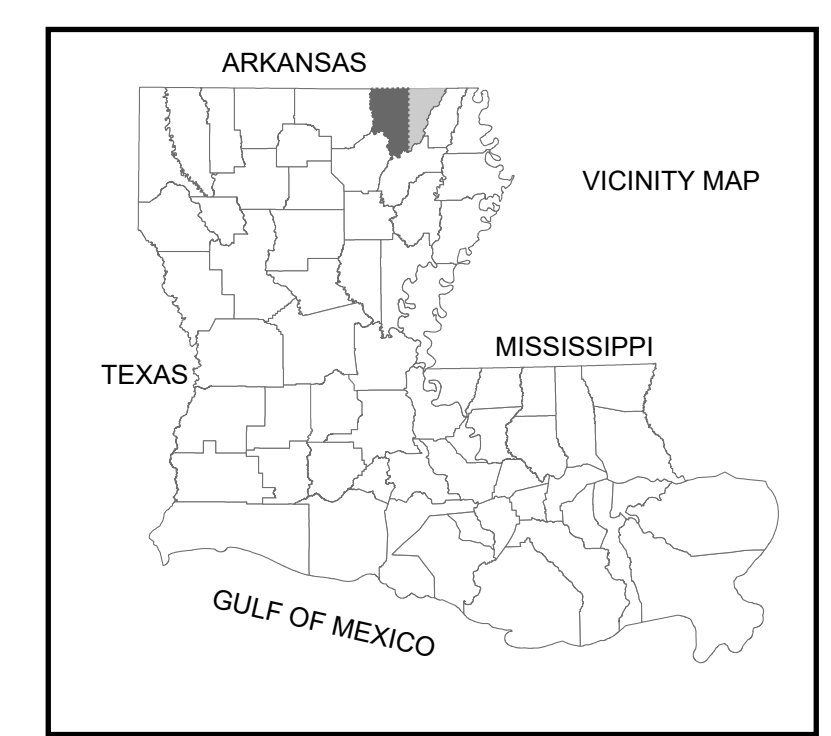 ARKANSAS
VICINITY MAP
MISSISSIPPI
TEXAS
GULF OF MEXICO